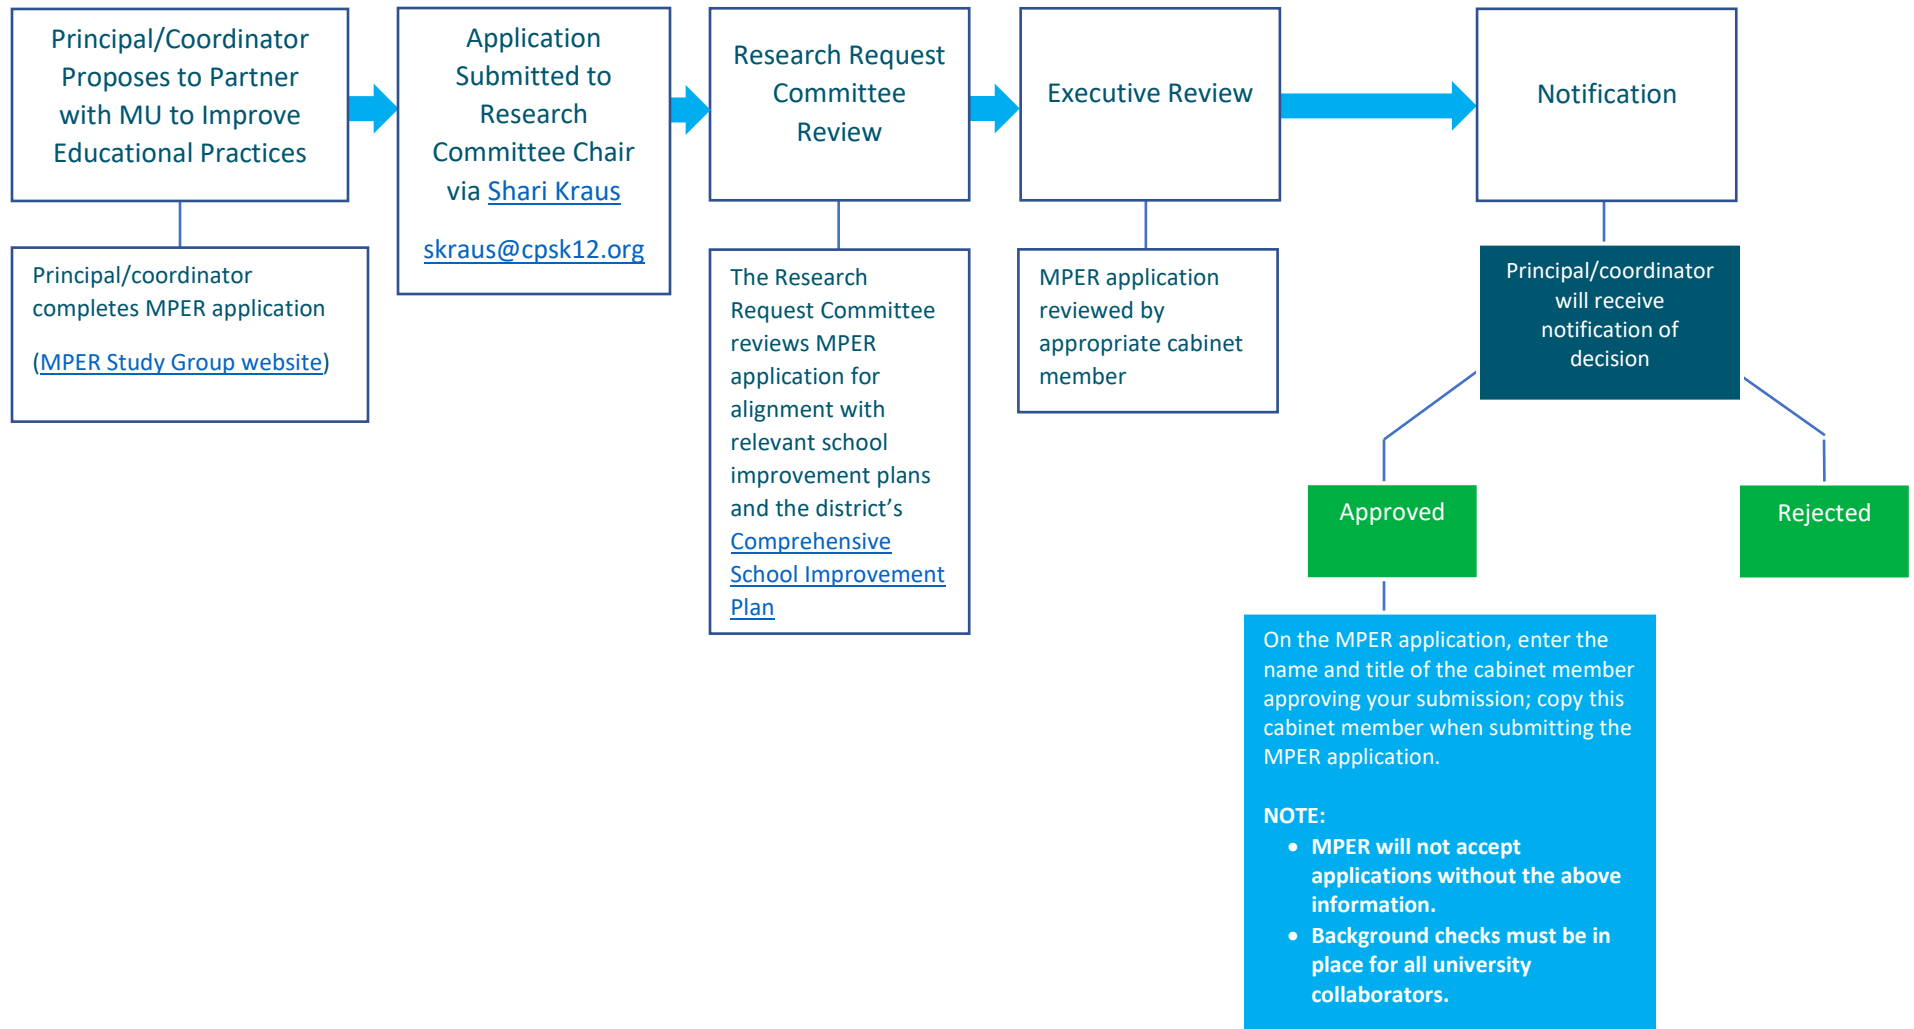 Principal/Coordinator
Proposes to Partner
with MU to Improve
Educational Practices
Principal/coordinator
completes MPER application
(MPER Study Group website)
Application
Submitted to
Research
Committee Chair
via Shari Kraus
skraus@cpsk12.org
Research Request
Committee
Review
The Research
Request Committee
reviews MPER
application for
alignment with
relevant school
improvement plans
and the district’s
Comprehensive
School Improvement
Plan
Executive Review
MPER application
reviewed by
appropriate cabinet
member
Notification
Principal/coordinator
will receive
notification of
decision
Approved
Rejected
On the MPER application, enter the
name and title of the cabinet member
approving your submission; copy this
cabinet member when submitting the
MPER application.
NOTE:
• MPER will not accept
applications without the above
information.
• Background checks must be in
place for all university
collaborators.